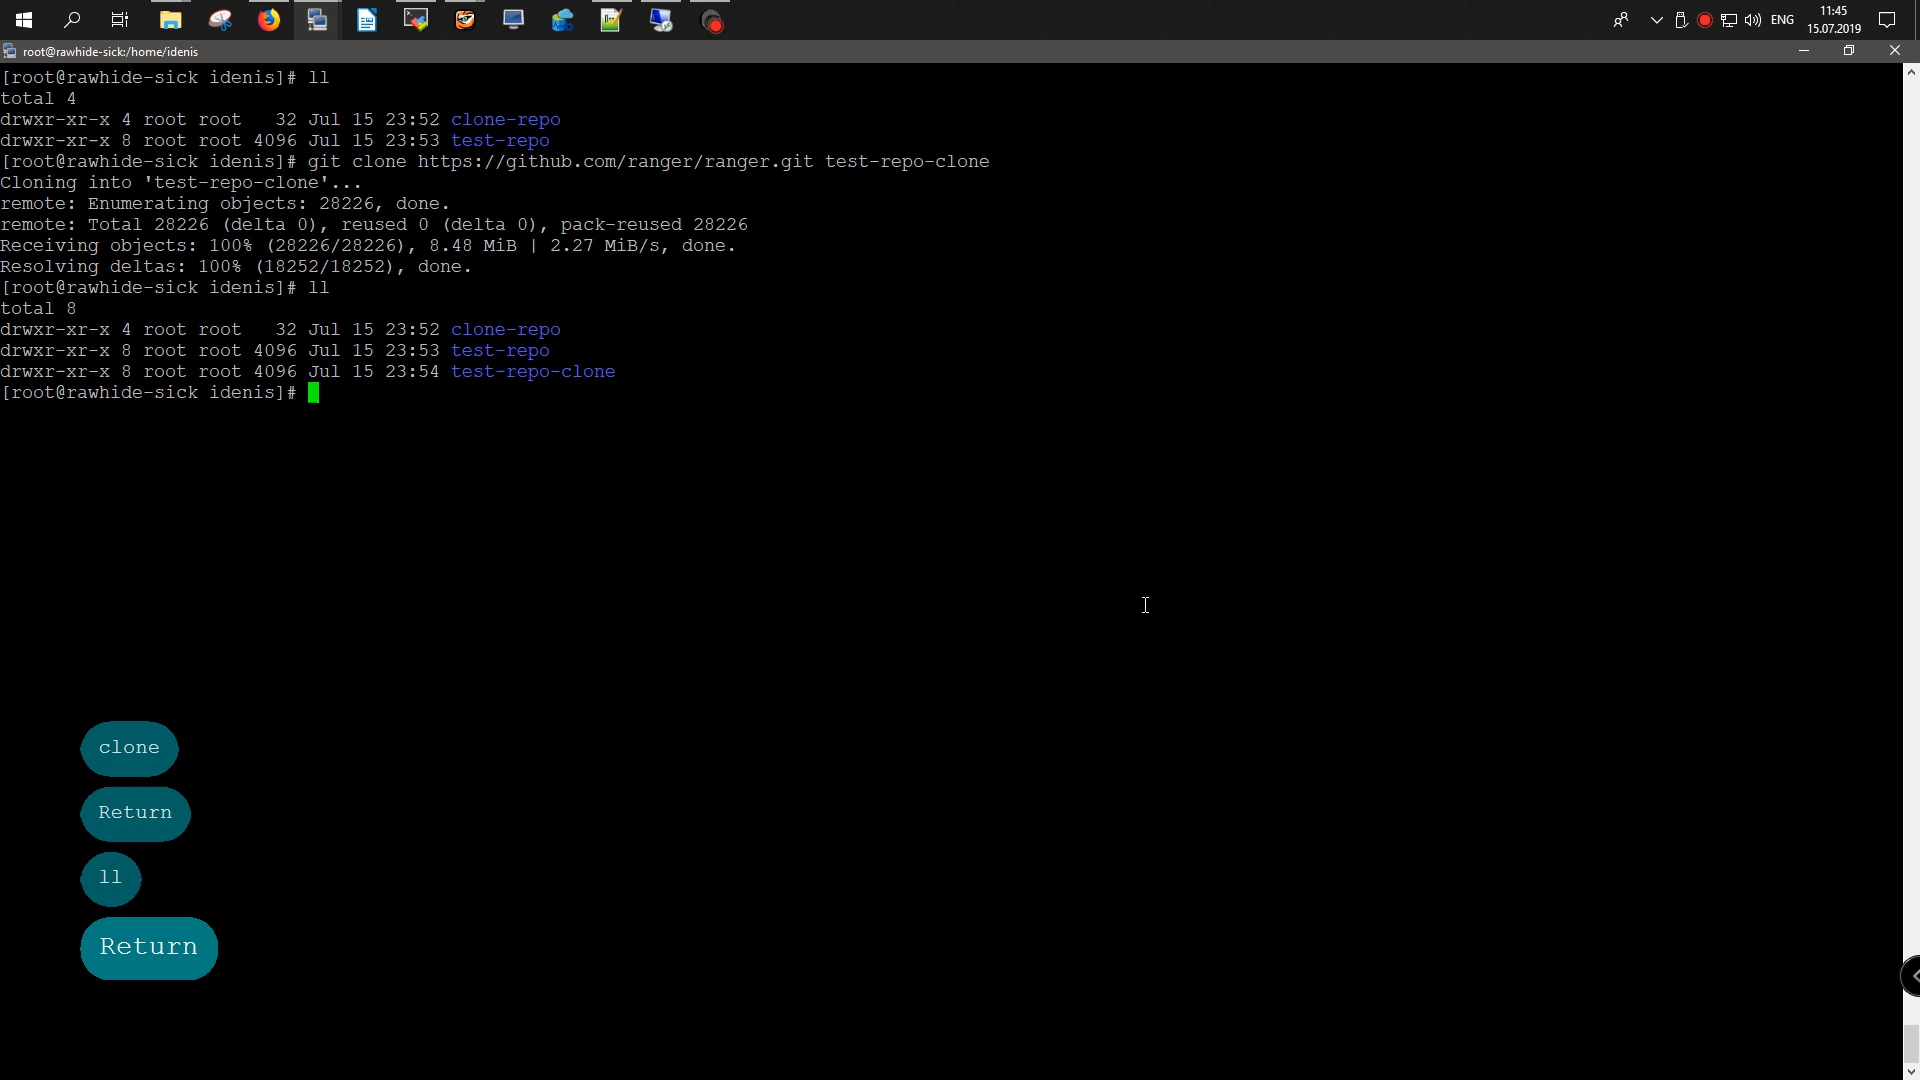 11:45
ENG
15.07.2019
root@rawhide-sick:/home/idenis
[root@rawhide-sick idenis]# ll
total 4
drwxr-xr-x 4 root root   32 Jul 15 23:52 clone-repo
drwxr-xr-x 8 root root 4096 Jul 15 23:53 test-repo
[root@rawhide-sick idenis]# git clone https://github.com/ranger/ranger.git test-repo-clone
Cloning into 'test-repo-clone'...
remote: Enumerating objects: 28226, done.
remote: Total 28226 (delta 0), reused 0 (delta 0), pack-reused 28226
Receiving objects: 100% (28226/28226), 8.48 MiB | 2.27 MiB/s, done.
Resolving deltas: 100% (18252/18252), done.
[root@rawhide-sick idenis]# ll
total 8
drwxr-xr-x 4 root root   32 Jul 15 23:52 clone-repo
drwxr-xr-x 8 root root 4096 Jul 15 23:53 test-repo
drwxr-xr-x 8 root root 4096 Jul 15 23:54 test-repo-clone
[root@rawhide-sick idenis]#
clone
Return
ll
Return